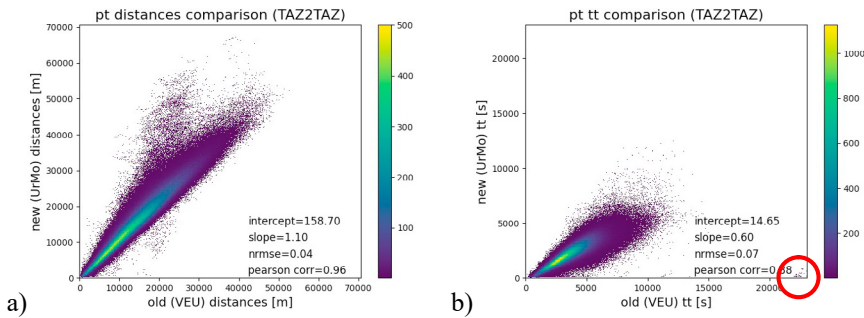 pt distances comparison (TAZ2TAZ)
new (UrMo) distances [m]
70000
60000
50000
40000
30000
20000
10000
0
0 10000 20000 30000 40000 50000 60000 70000
old (VEU) distances [m]
intercept=158.70
slope=1.10
nrmse=0.04
pearson corr=0.96
500
400
300
200
100
a)
pt tt comparison (TAZ2TAZ)
new (UrMo) tt [s]
20000
15000
10000
5000
0
0 5000 10000 15000 20000
old (VEU) tt [s]
intercept=14.65
slope=0.60
nrmse=0.07
pearson corr=0.88
1000
800
600
400
200
b)